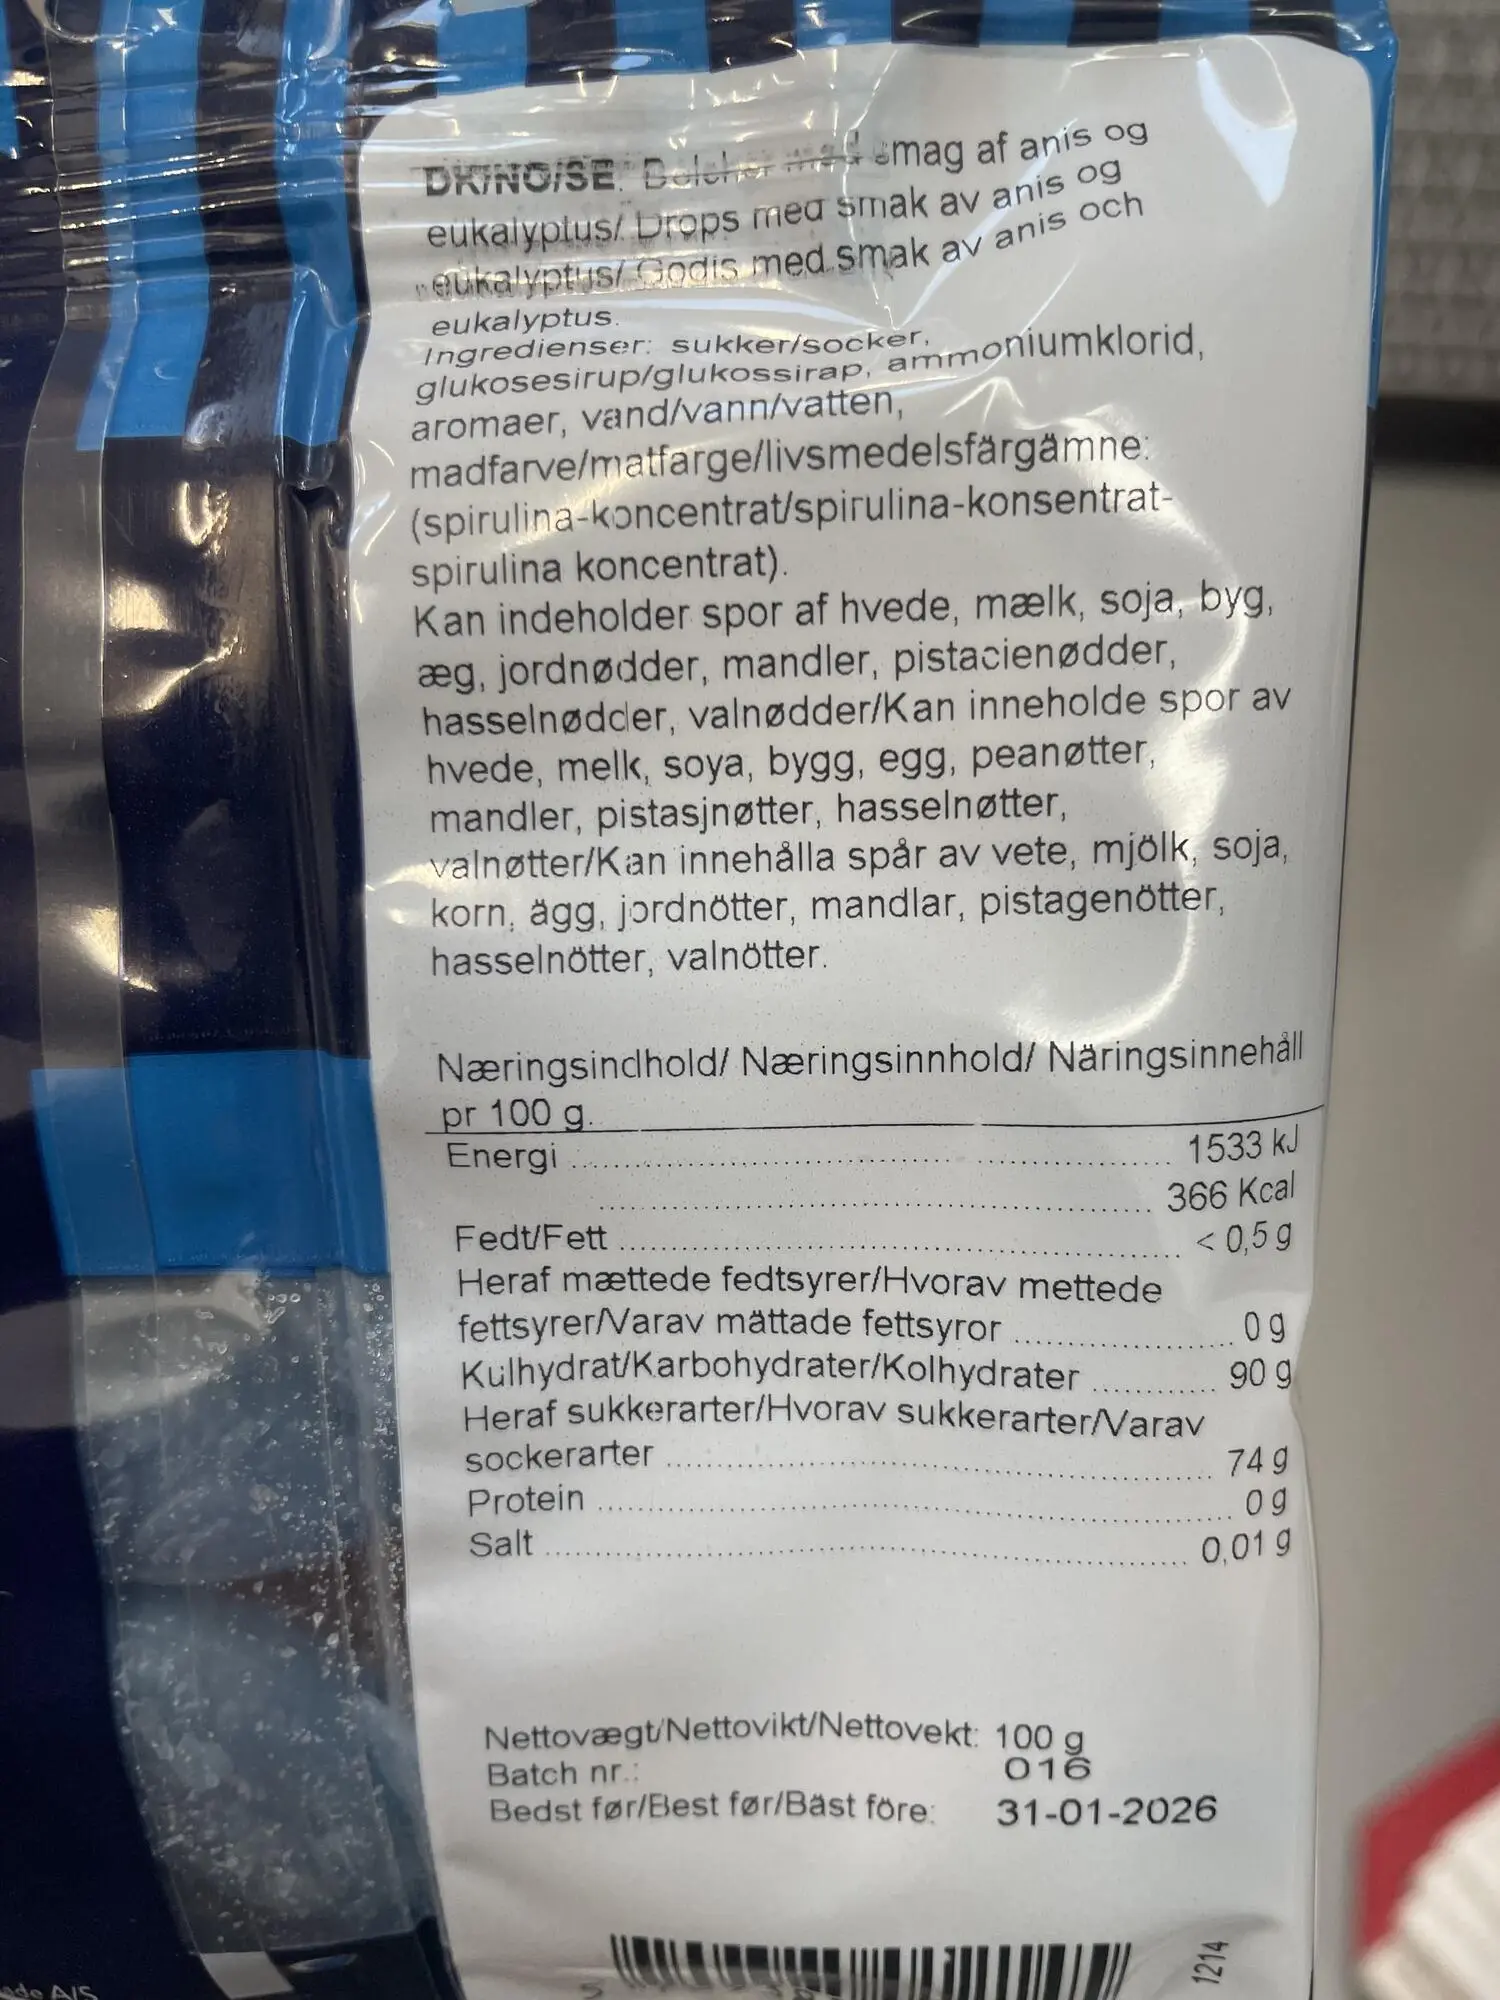 DK/NO/SE: Bolcher med smag af anis og
eukalyptus/ Drops med smak av anis og
eukalyptus/ Godis med smak av anis och
eukalyptus.
Ingredienser: sukker/socker,
glukosesirup/glukossirap, ammoniumklorid,
aromaer, vand/vann/vatten,
madfarve/matfarge/livsmedelsfärgämne:
(spirulina-koncentrat/spirulina-konsentrat-
spirulina koncentrat).
Kan indeholder spor af hvede, mælk, soja, byg,
æg, jordnødder, mandler, pistacienødder,
hasselnødder, valnødder/Kan inneholde spor av
hvede, melk, soya, bygg, egg, peanøtter,
mandler, pistasjnøtter, hasselnøtter,
valnøtter/Kan innehålla spår av vete, mjölk, soja,
korn, ägg, jordnötter, mandlar, pistagenötter,
hasselnötter, valnötter.
Næringsindhold/ Næringsinnhold/ Näringsinnehåll
pr 100 g.
Energi ........ 1533 kJ
........ 366 Kcal
Fedt/Fett ........ < 0,5 g
Heraf mættede fedtsyrer/Hvorav mettede
fettsyrer/Varav mättade fettsyror ........ 0 g
Kulhydrat/Karbohydrater/Kolhydrater ........ 90 g
Heraf sukkerarter/Hvorav sukkerarter/Varav
sockerarter ........ 74 g
Protein ........ 0 g
Salt ........ 0,01 g
Nettovægt/Nettovikt/Nettovekt: 100 g
Batch nr.: 016
Bedst før/Best før/Bäst före: 31-01-2026
1214
A/S